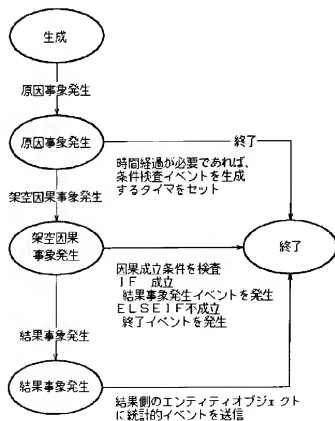 生成
原因事象発生
原因事象発生
終了
時間経過が必要であれば、
条件検査イベントを生成
するタイマをセット
架空因果事象発生
架空因果
事象発生
終了
因果成立条件を検査
IF 成立
結果事象発生イベントを発生
ELSEIF不成立
終了イベントを発生
結果事象発生
結果事象発生
結果側のエンティティオブジェクト
に統計的イベントを送信